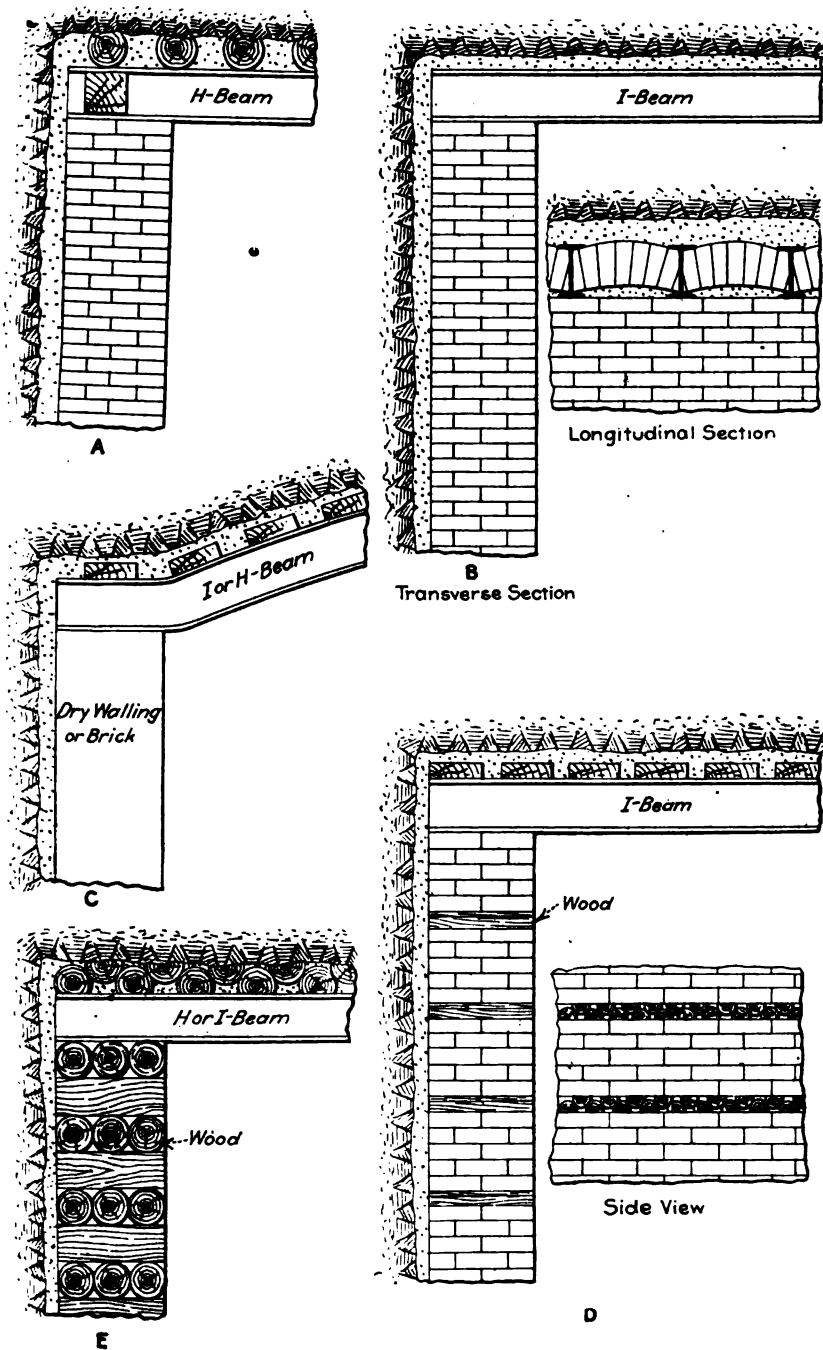 H-Beam
A
I-Beam
Longitudinal Section
B
Transverse Section
I or H-Beam
Dry Walling
or Brick
C
I-Beam
Wood
Side View
D
H or I-Beam
Wood
E